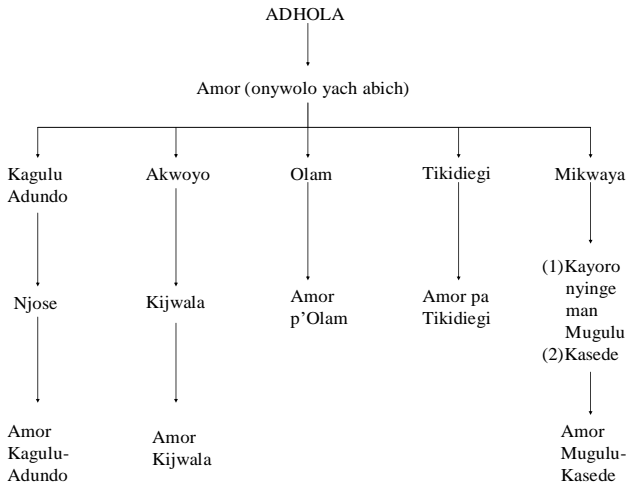 ADHOLA
Amor (onywolo yach abich)
Kagulu
Adundo
Akwoyo
Olam
Tikidiegi
Mikwaya
Njose
Kijwala
Amor
p'Olam
Amor pa
Tikidiegi
(1) Kayoro
nyinge
man
Mugulu
(2) Kasede
Amor
Kagulu-
Adundo
Amor
Kijwala
Amor
Mugulu-
Kasede